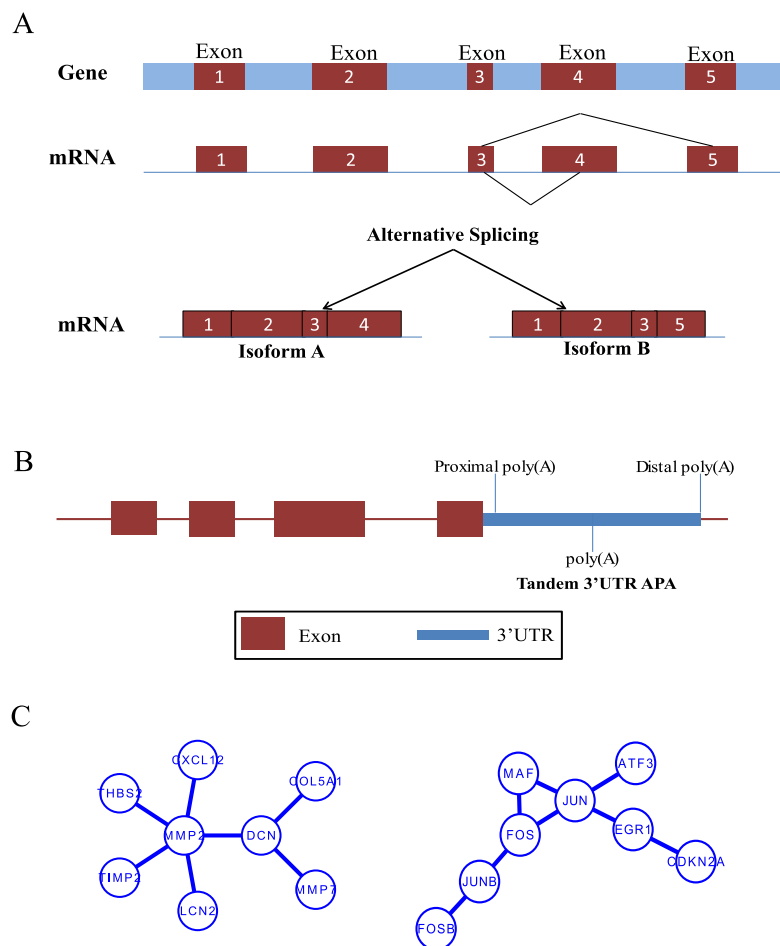 A
Exon Exon Exon Exon Exon
Gene 1 2 3 4 5
mRNA 1 2 3 4 5
Alternative Splicing
mRNA 1 2 3 4 1 2 3 5
Isoform A Isoform B
B
Proximal poly(A) Distal poly(A)
poly(A)
Tandem 3’UTR APA
Exon 3’UTR
C
CXCL12
THBS2
COL5A1
MMP2
DCN
TIMP2
MMP7
LCN2
MAF
ATF3
JUN
FOS
EGR1
CDKN2A
JUNB
FOSB